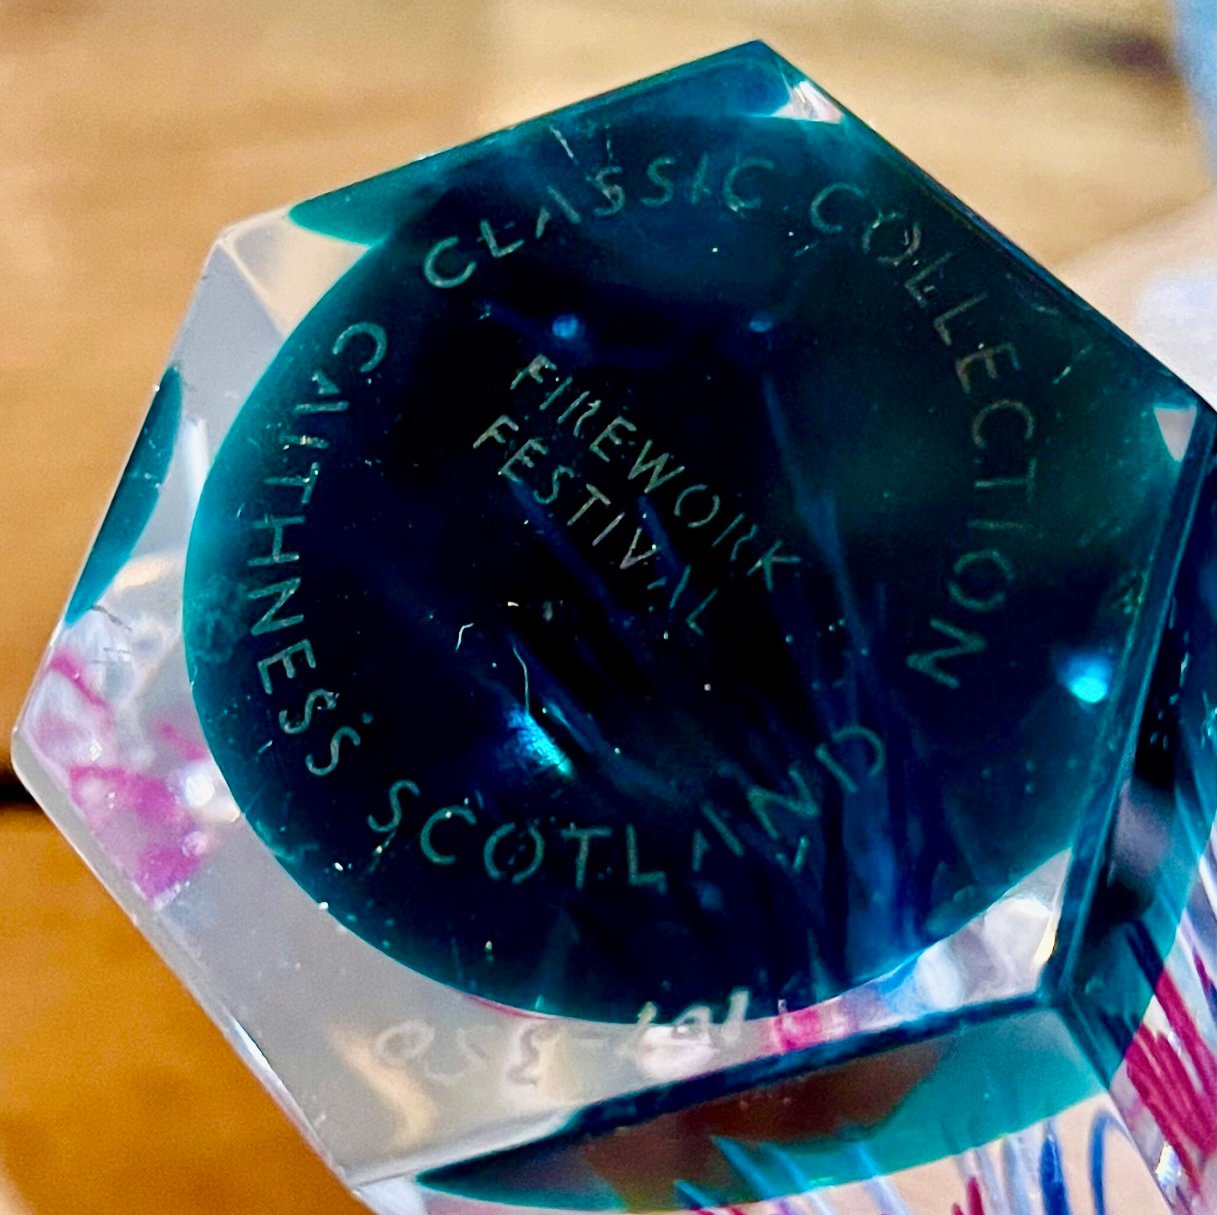 CLASSIC COLLECTION
FIREWORK
FESTIVAL
CAITHNESS SCOTLAND